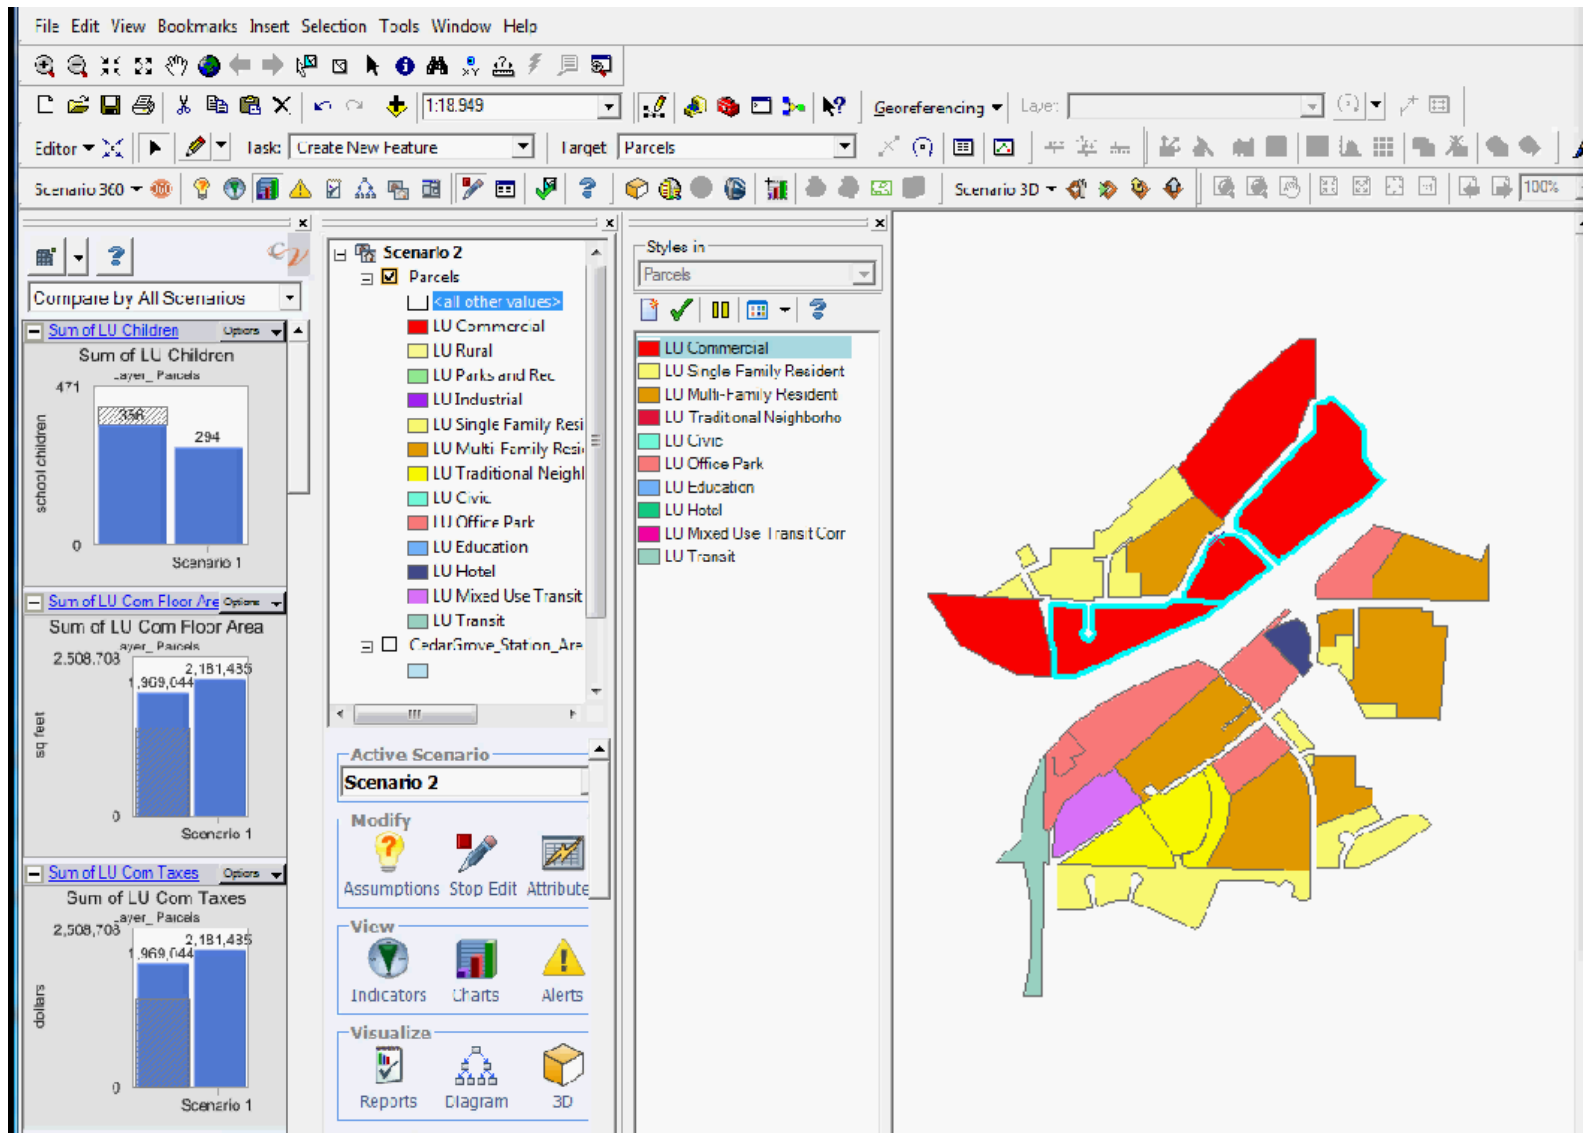 File Edit View Bookmarks Insert Selection Tools Window Help
1:18.949
Georeferencing
Layer:
Editor
Task: Create New Feature
Target Parcels
Scenario 360
Scenario 3D
100%
Compare by All Scenarios
Sum of LU Children Options
Sum of LU Children
Layer_ Parcels
471
356
294
school children
0
Scenario 1
Sum of LU Com Floor Are Options
Sum of LU Com Floor Area
Layer_ Parcels
2,508,703
2,181,435
1,969,044
sq feet
0
Scenario 1
Sum of LU Com Taxes Options
Sum of LU Com Taxes
Layer_ Parcels
2,508,703
2,181,435
1,969,044
dollars
0
Scenario 1
Scenario 2
Parcels
<all other values>
LU Commercial
LU Rural
LU Parks and Rec
LU Industrial
LU Single Family Resi
LU Multi-Family Resi
LU Traditional Neighl
LU Civic
LU Office Park
LU Education
LU Hotel
LU Mixed Use Transit
LU Transit
CedarGrove_Station_Are
Active Scenario
Scenario 2
Modify
Assumptions Stop Edit Attribute
View
Indicators Charts Alerts
Visualize
Reports Diagram 3D
Styles in
Parcels
LU Commercial
LU Single Family Resident
LU Multi-Family Resident
LU Traditional Neighborho
LU Civic
LU Office Park
LU Education
LU Hotel
LU Mixed Use Transit Corr
LU Transit